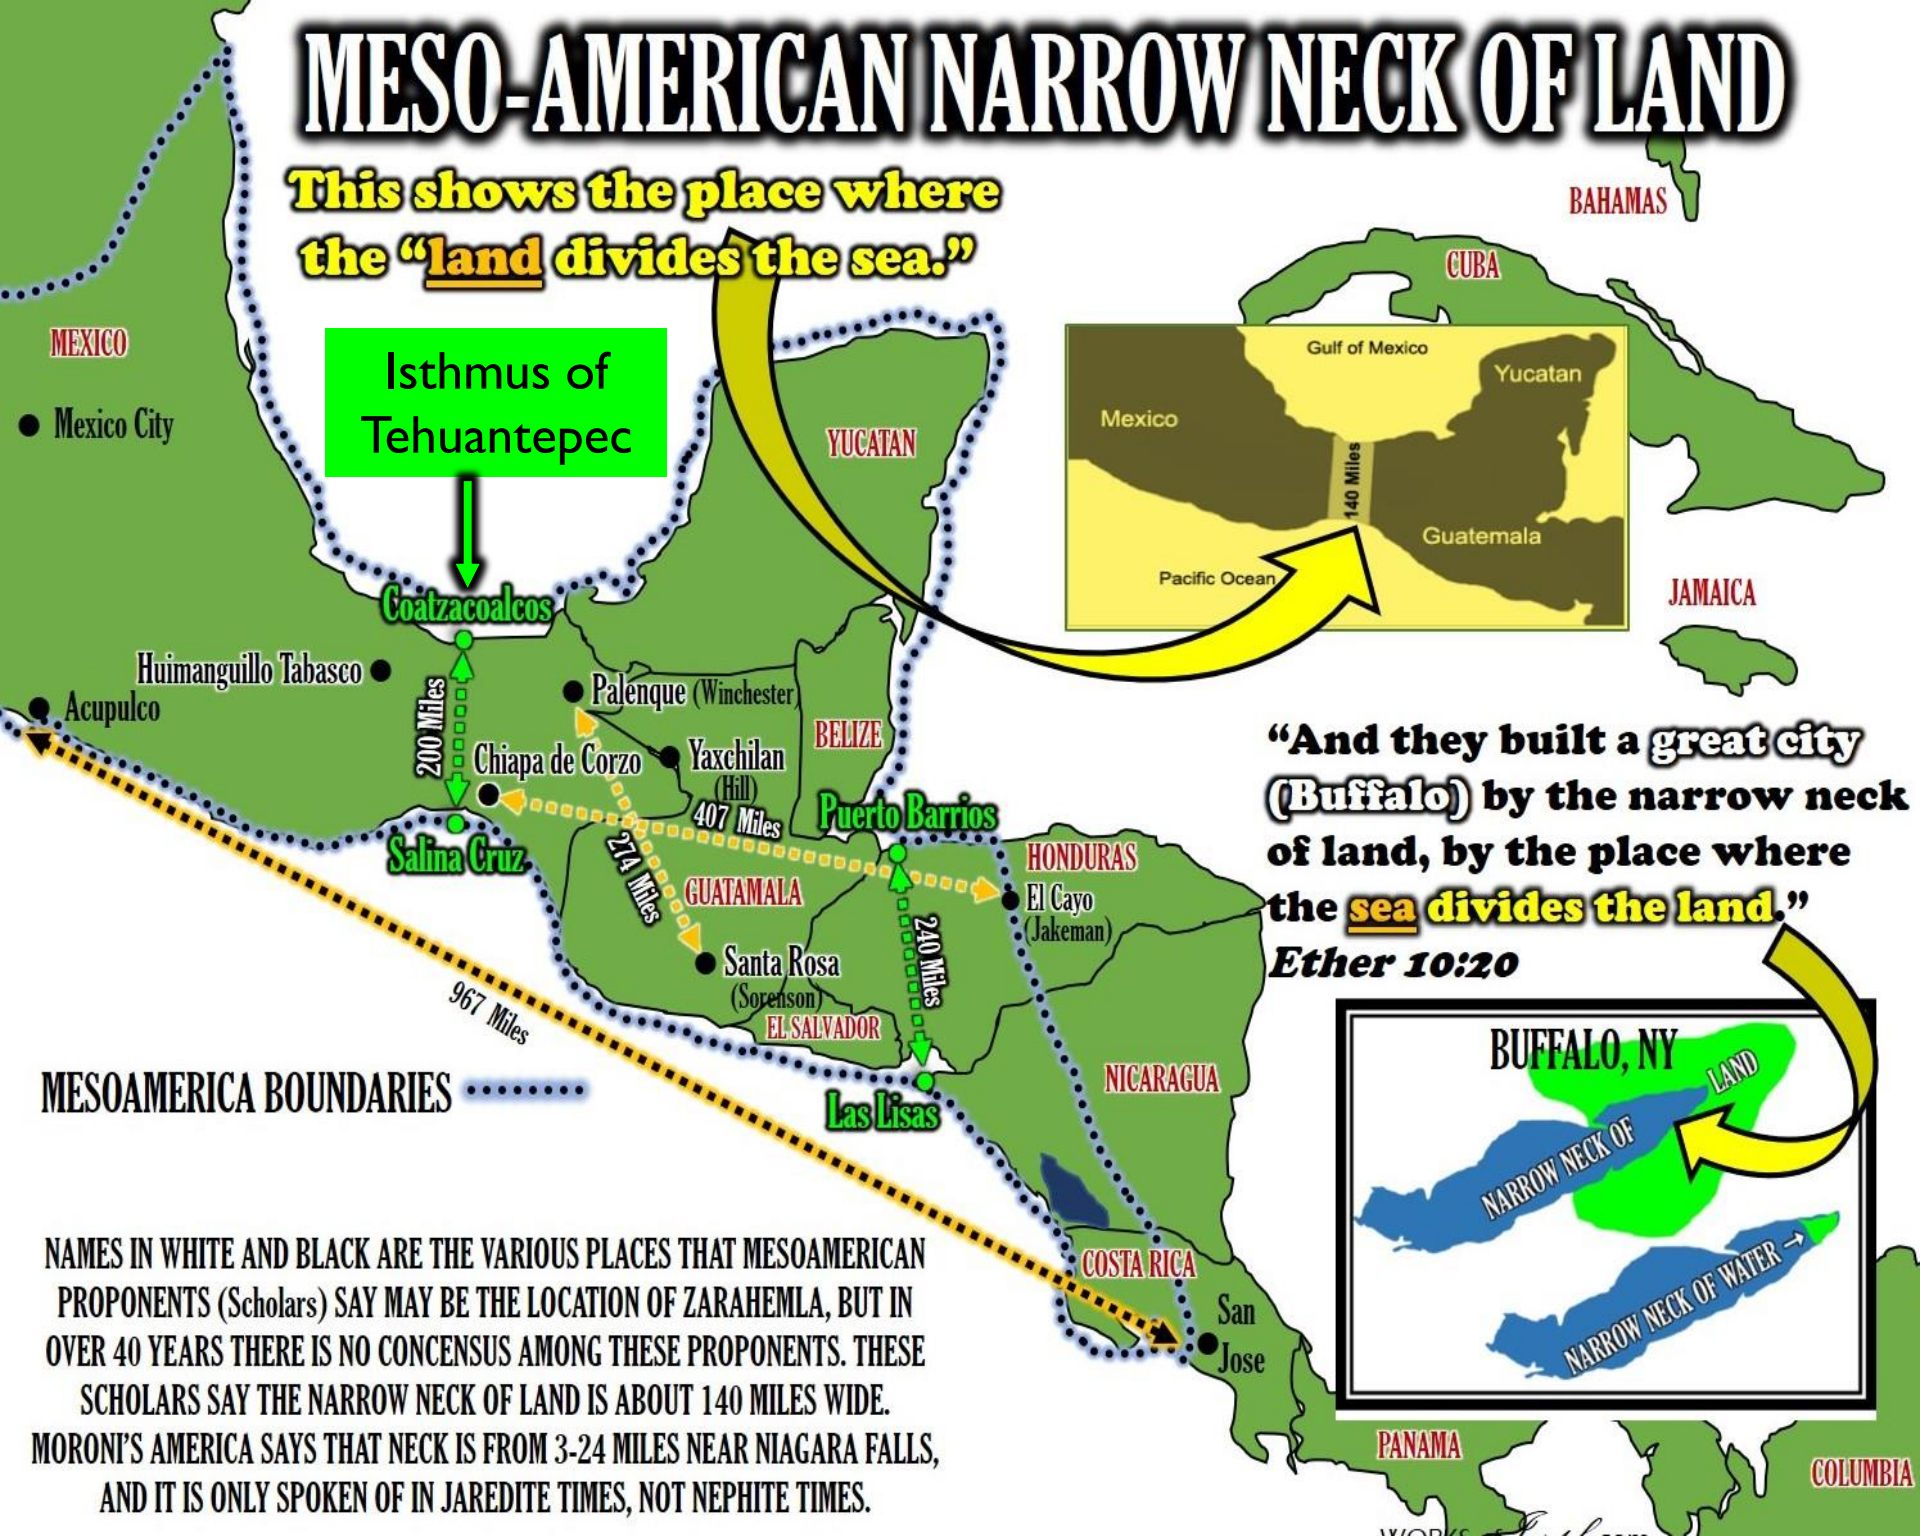 MESO-AMERICAN NARROW NECK OF LAND
This shows the place where
the “land divides the sea.”
BAHAMAS
CUBA
MEXICO
Isthmus of
Tehuantepec
Mexico City
YUCATAN
Gulf of Mexico
Yucatan
Mexico
140 Miles
Guatemala
Pacific Ocean
JAMAICA
Coatzacoalcos
Huimanguillo Tabasco
Acupulco
200 Miles
Palenque (Winchester)
BELIZE
Chiapa de Corzo
Yaxchilan
(Hill)
407 Miles
Puerto Barrios
Salina Cruz
274 Miles
GUATAMALA
HONDURAS
El Cayo
(Jakeman)
240 Miles
Santa Rosa
(Sorenson)
EL SALVADOR
967 Miles
NICARAGUA
Las Lisas
MESOAMERICA BOUNDARIES
“And they built a great city
(Buffalo) by the narrow neck
of land, by the place where
the sea divides the land.”
Ether 10:20
BUFFALO, NY
LAND
NARROW NECK OF
NARROW NECK OF WATER →
COSTA RICA
San
Jose
PANAMA
COLUMBIA
NAMES IN WHITE AND BLACK ARE THE VARIOUS PLACES THAT MESOAMERICAN
PROPONENTS (Scholars) SAY MAY BE THE LOCATION OF ZARAHEMLA, BUT IN
OVER 40 YEARS THERE IS NO CONCENSUS AMONG THESE PROPONENTS. THESE
SCHOLARS SAY THE NARROW NECK OF LAND IS ABOUT 140 MILES WIDE.
MORONI’S AMERICA SAYS THAT NECK IS FROM 3-24 MILES NEAR NIAGARA FALLS,
AND IT IS ONLY SPOKEN OF IN JAREDITE TIMES, NOT NEPHITE TIMES.